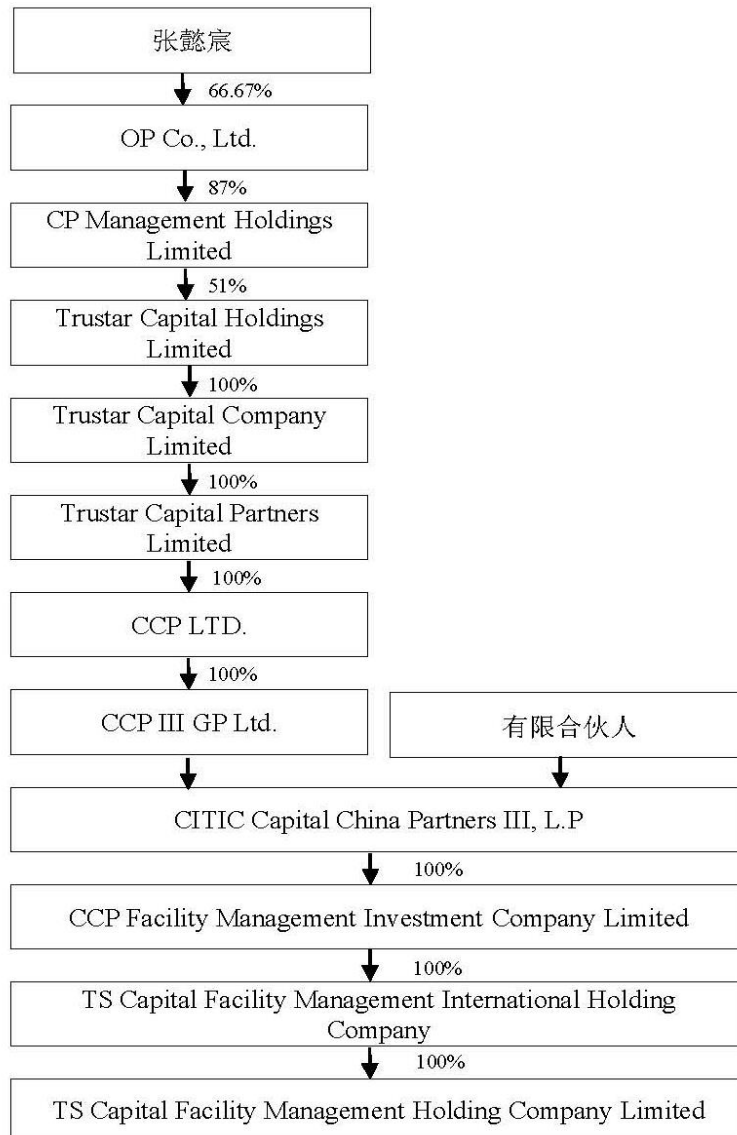 张懿宸
66.67%
OP Co., Ltd.
87%
CP Management Holdings
Limited
51%
Trustar Capital Holdings
Limited
100%
Trustar Capital Company
Limited
100%
Trustar Capital Partners
Limited
100%
CCP LTD.
100%
CCP III GP Ltd.
有限合伙人
CITIC Capital China Partners III, L.P
100%
CCP Facility Management Investment Company Limited
100%
TS Capital Facility Management International Holding
Company
100%
TS Capital Facility Management Holding Company Limited